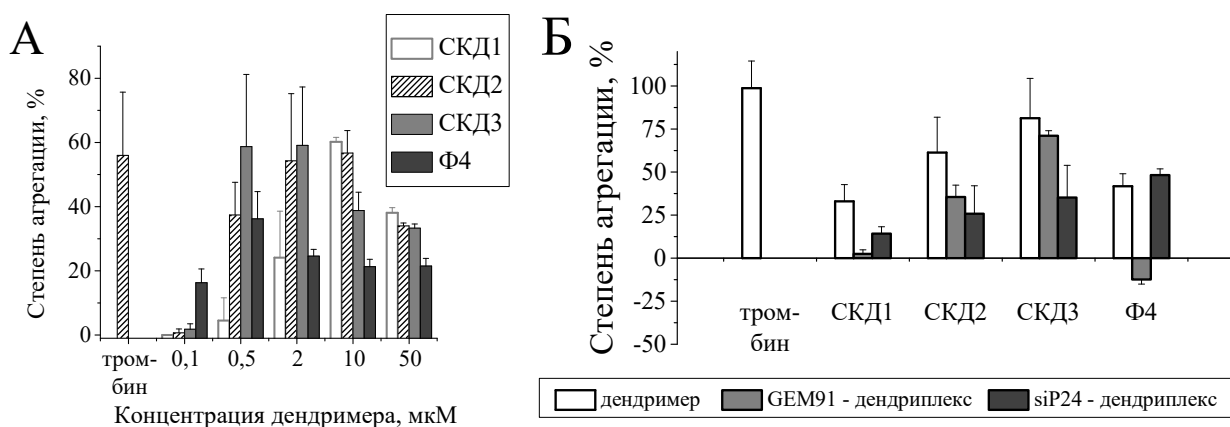 А
Степень агрегации, %
80
60
40
20
0
СКД1
СКД2
СКД3
Ф4
тром-
бин
0,1
0,5
2
10
50
Концентрация дендримера, мкМ
Б
Степень агрегации, %
100
75
50
25
0
-25
-50
тром-
бин
СКД1
СКД2
СКД3
Ф4
дендример
GEM91 - дендриплекс
siP24 - дендриплекс